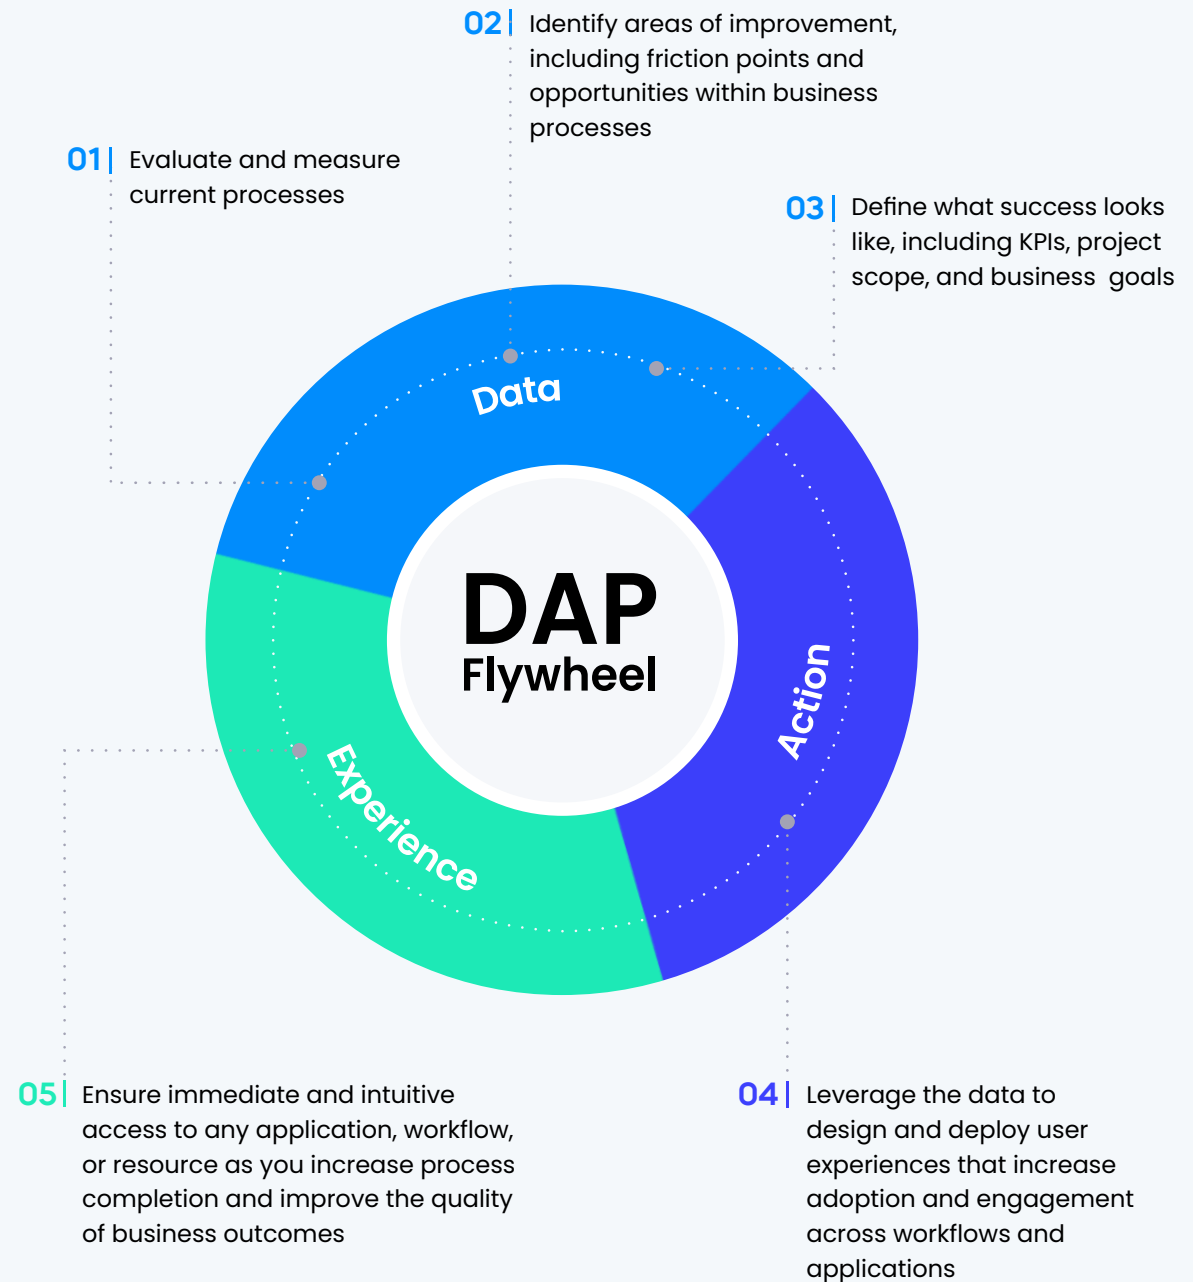 02
Identify areas of improvement,
including friction points and
opportunities within business
processes
01
Evaluate and measure
current processes
03
Define what success looks
like, including KPIs, project
scope, and business goals
Data
Action
Experience
DAP
Flywheel
05
Ensure immediate and intuitive
access to any application, workflow,
or resource as you increase process
completion and improve the quality
of business outcomes
04
Leverage the data to
design and deploy user
experiences that increase
adoption and engagement
across workflows and
applications